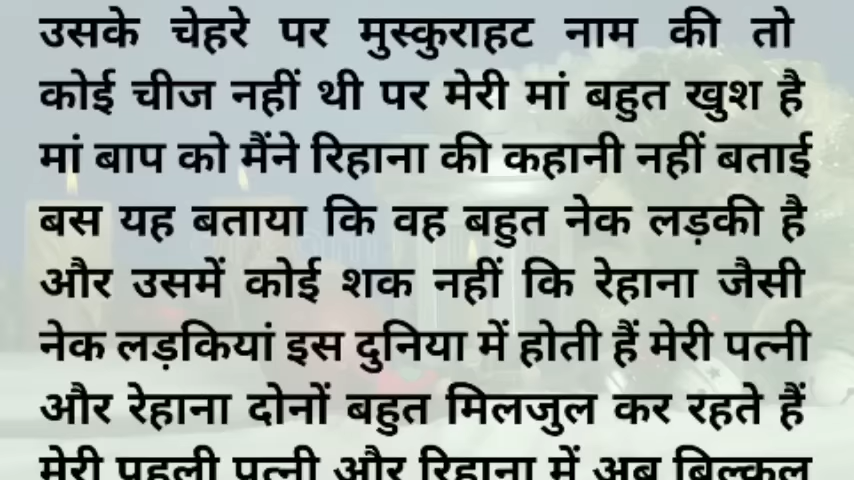 उसके चेहरे पर मुस्कुराहट नाम की तो
कोई चीज नहीं थी पर मेरी मां बहुत खुश है
मां बाप को मैंने रिहाना की कहानी नहीं बताई
बस यह बताया कि वह बहुत नेक लड़की है
और उसमें कोई शक नहीं कि रेहाना जैसी
नेक लड़कियां इस दुनिया में होती हैं मेरी पत्नी
और रेहाना दोनों बहुत मिलजुल कर रहते हैं
मेरी पहली पत्नी और रिहाना में अब बिल्कुल